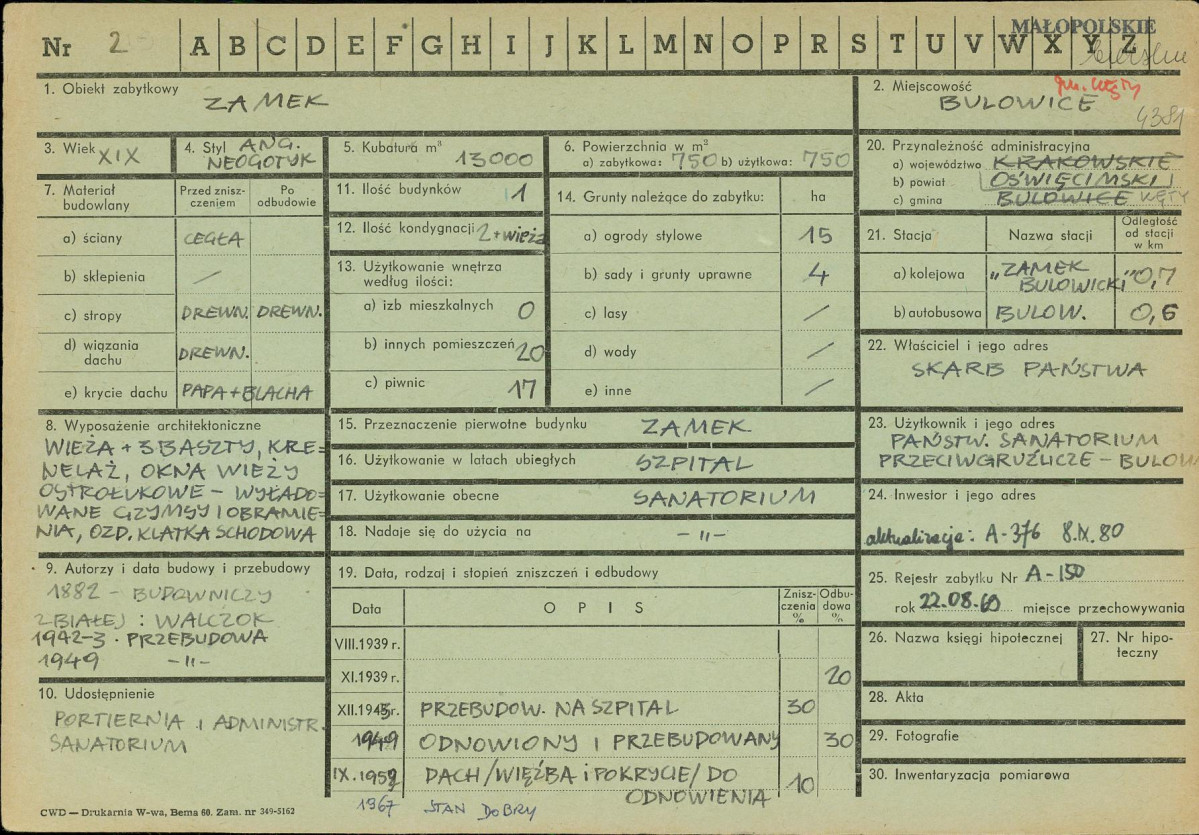 MAŁOPOLSKIE
Nr 2 A B C D E F G H I J K L M N O P R S T U V W X Y Z
1. Obiekt zabytkowy
ZAMEK
2. Miejscowość gm. Kęty
BULOWICE
4381
3. Wiek XIX
4. Styl ANG.
NEOGOTYK
5. Kubatura m³
13000
6. Powierzchnia w m²
a) zabytkowa: 750 b) użytkowa: 750
20. Przynależność administracyjna
a) województwo KRAKOWSKIE
b) powiat OŚWIĘCIMSKI
c) gmina BULOWICE KĘTY
7. Materiał budowlany
Przed zniszczeniem
Po odbudowie
a) ściany CEGŁA
b) sklepienia /
c) stropy DREWN. DREWN.
d) wiązania dachu DREWN.
e) krycie dachu PAPA + BLACHA
11. Ilość budynków 1
12. Ilość kondygnacji 2 + wieża
13. Użytkowanie wnętrza
według ilości:
a) izb mieszkalnych 0
b) innych pomieszczeń 20
c) piwnic 17
14. Grunty należące do zabytku: ha
a) ogrody stylowe 15
b) sady i grunty uprawne 4
c) lasy /
d) wody /
e) inne /
21. Stacja Nazwa stacji Odległość od stacji w km
a) kolejowa „ZAMEK
BULOWICKI" 0,7
b) autobusowa BULOW. 0,6
22. Właściciel i jego adres
SKARB PAŃSTWA
8. Wyposażenie architektoniczne
WIEŻA + 3 BASZTY, KRE=
NELAŻ, OKNA WIEŻY
OSTROŁUKOWE – WYŁADO=
WANE GZYMSY I OBRAMIE=
NIA, OZD. KLATKA SCHODOWA
15. Przeznaczenie pierwotne budynku ZAMEK
16. Użytkowanie w latach ubiegłych SZPITAL
17. Użytkowanie obecne SANATORIUM
18. Nadaje się do użycia na – " –
23. Użytkownik i jego adres
PAŃSTW. SANATORIUM
PRZECIWGRUŹLICZE – BULOW
24. Inwestor i jego adres
aktualizacja: A-376 8.IX.80
9. Autorzy i data budowy i przebudowy
1882 – BUDOWNICZY
Z BIAŁEJ: WALCZOK
1942-3. PRZEBUDOWA
1949 – " –
10. Udostępnienie
PORTIERNIA I ADMINISTR.
SANATORIUM
19. Data, rodzaj i stopień zniszczeń i odbudowy
Data OPIS Zniszczenia % Odbudowa %
VIII.1939 r.
XI.1939 r. 20
XII.1943 r. PRZEBUDOW. NA SZPITAL 30
1949 ODNOWIONY I PRZEBUDOWANY 30
IX.1959 DACH /WIĘŹBA i POKRYCIE/ DO
ODNOWIENIA 10
1967 STAN DOBRY
25. Rejestr zabytku Nr A-150
rok 22.08.69 miejsce przechowywania
26. Nazwa księgi hipotecznej
27. Nr hipoteczny
28. Akta
29. Fotografie
30. Inwentaryzacja pomiarowa
CWD — Drukarnia W-wa, Bema 60. Zam. nr 349-5162